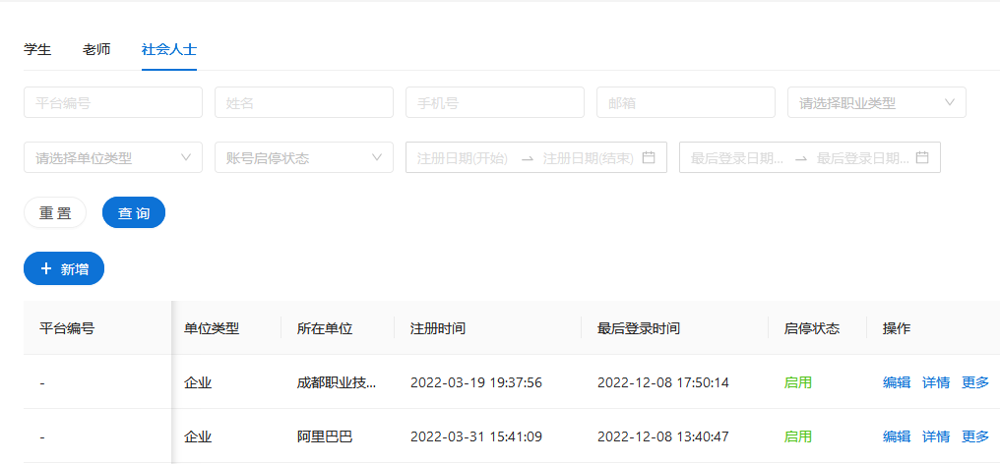 学生 老师 社会人士
平台编号 姓名 手机号 邮箱 请选择职业类型
请选择单位类型 账号启停状态 注册日期(开始) → 注册日期(结束) 最后登录日期... → 最后登录日期...
重 置 查 询
+ 新增
平台编号 单位类型 所在单位 注册时间 最后登录时间 启停状态 操作
- 企业 成都职业技... 2022-03-19 19:37:56 2022-12-08 17:50:14 启用 编辑 详情 更多
- 企业 阿里巴巴 2022-03-31 15:41:09 2022-12-08 13:40:47 启用 编辑 详情 更多